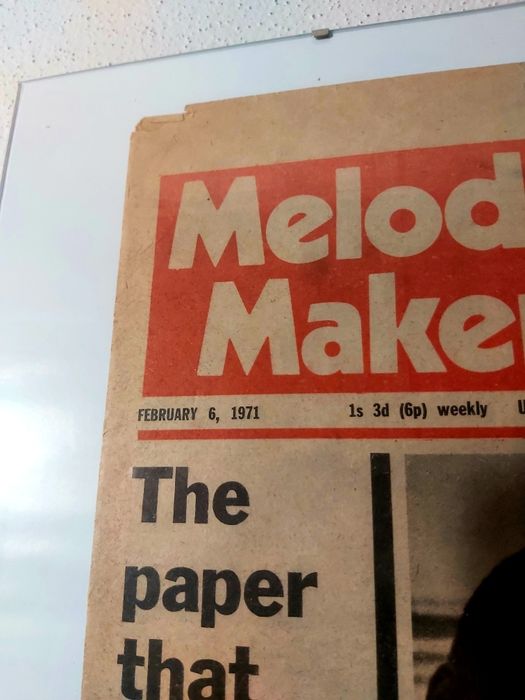 Melod
Make
FEBRUARY 6, 1971 1s 3d (6p) weekly U
The
paper
that